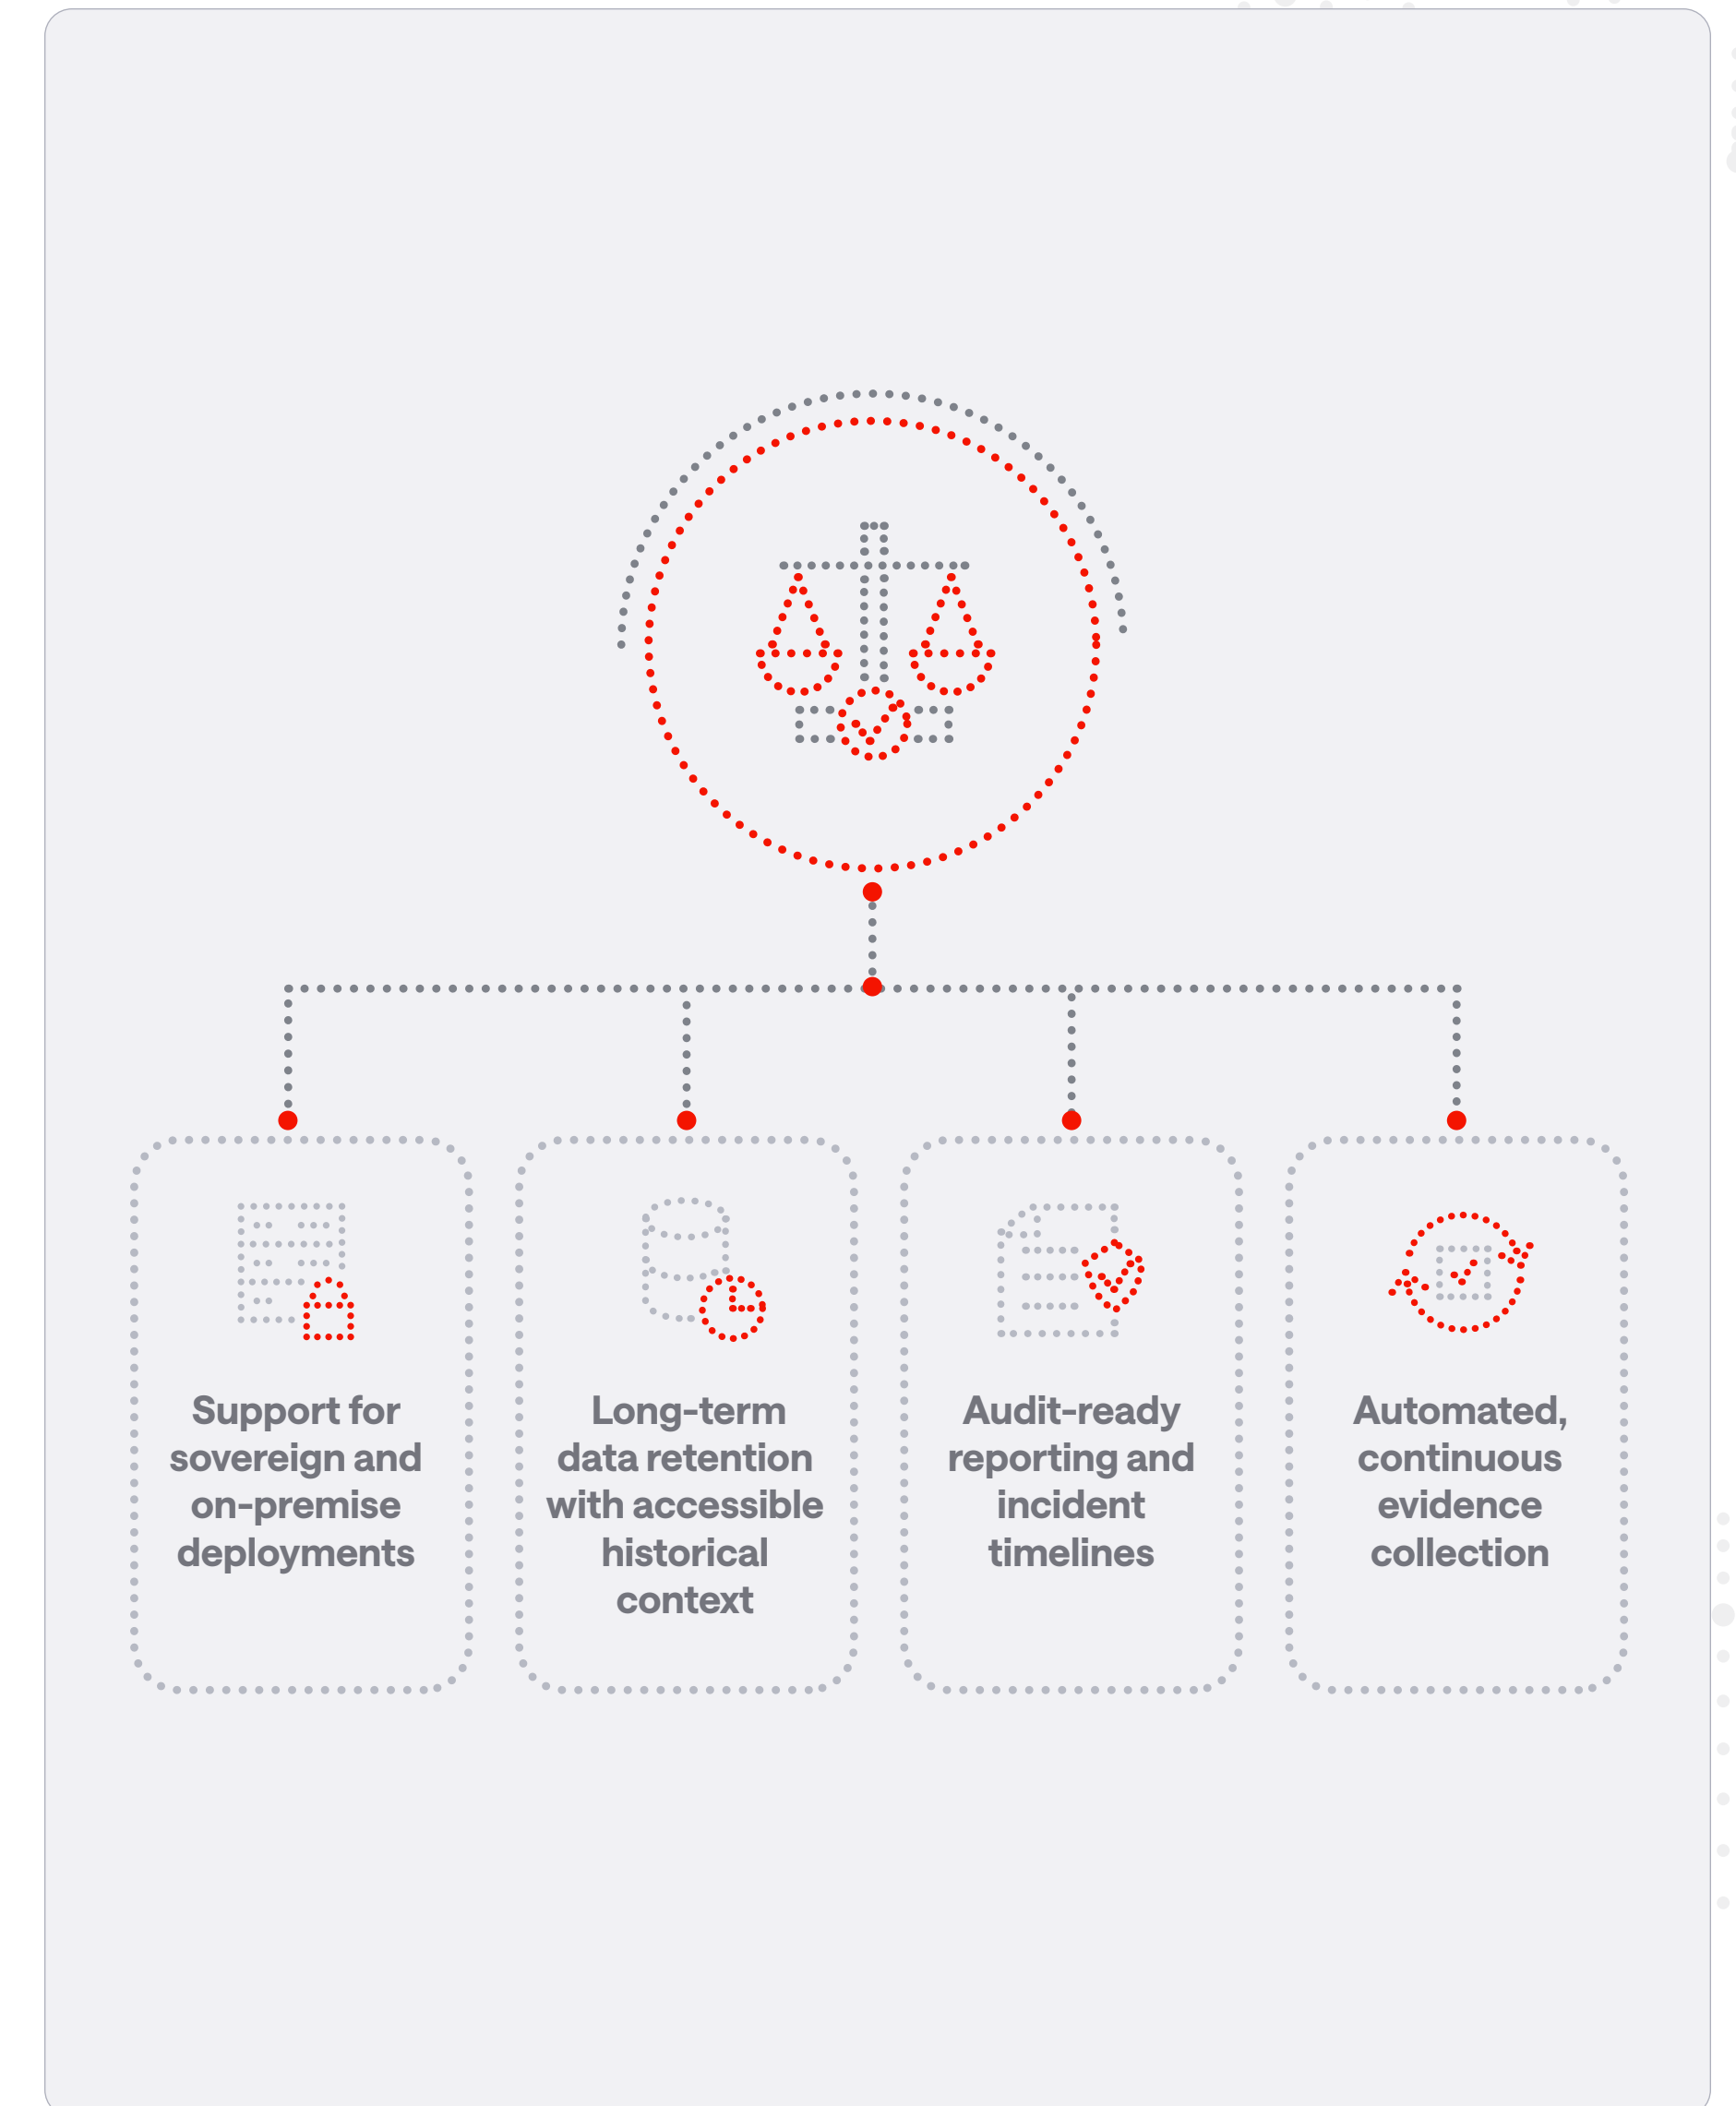 Support for
sovereign and
on-premise
deployments
Long-term
data retention
with accessible
historical
context
Audit-ready
reporting and
incident
timelines
Automated,
continuous
evidence
collection